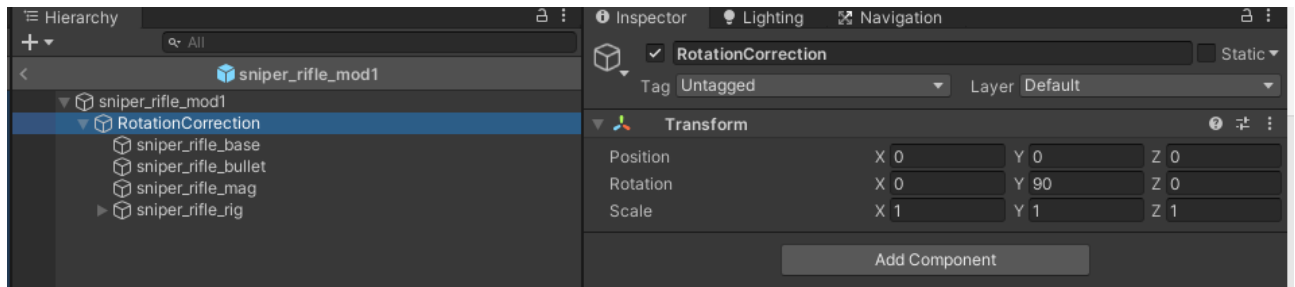 Hierarchy
All
sniper_rifle_mod1
sniper_rifle_mod1
RotationCorrection
sniper_rifle_base
sniper_rifle_bullet
sniper_rifle_mag
sniper_rifle_rig
Inspector Lighting Navigation
RotationCorrection Static
Tag Untagged Layer Default
Transform
Position X 0 Y 0 Z 0
Rotation X 0 Y 90 Z 0
Scale X 1 Y 1 Z 1
Add Component